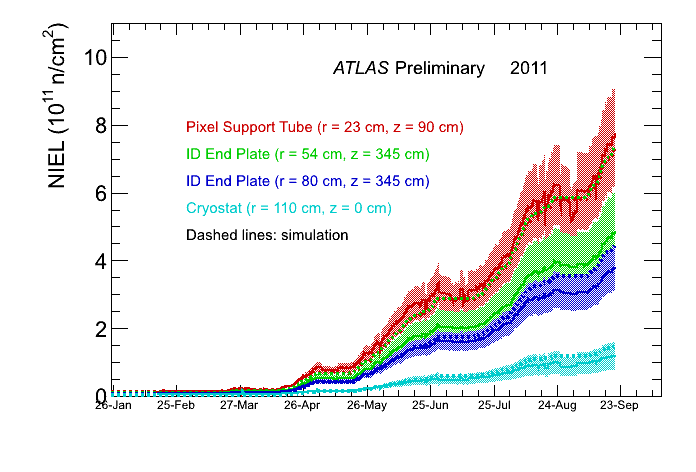 ATLAS Preliminary 2011
NIEL (10¹¹ n/cm²)
10
8
6
4
2
0
Pixel Support Tube (r = 23 cm, z = 90 cm)
ID End Plate (r = 54 cm, z = 345 cm)
ID End Plate (r = 80 cm, z = 345 cm)
Cryostat (r = 110 cm, z = 0 cm)
Dashed lines: simulation
26-Jan 25-Feb 27-Mar 26-Apr 26-May 25-Jun 25-Jul 24-Aug 23-Sep